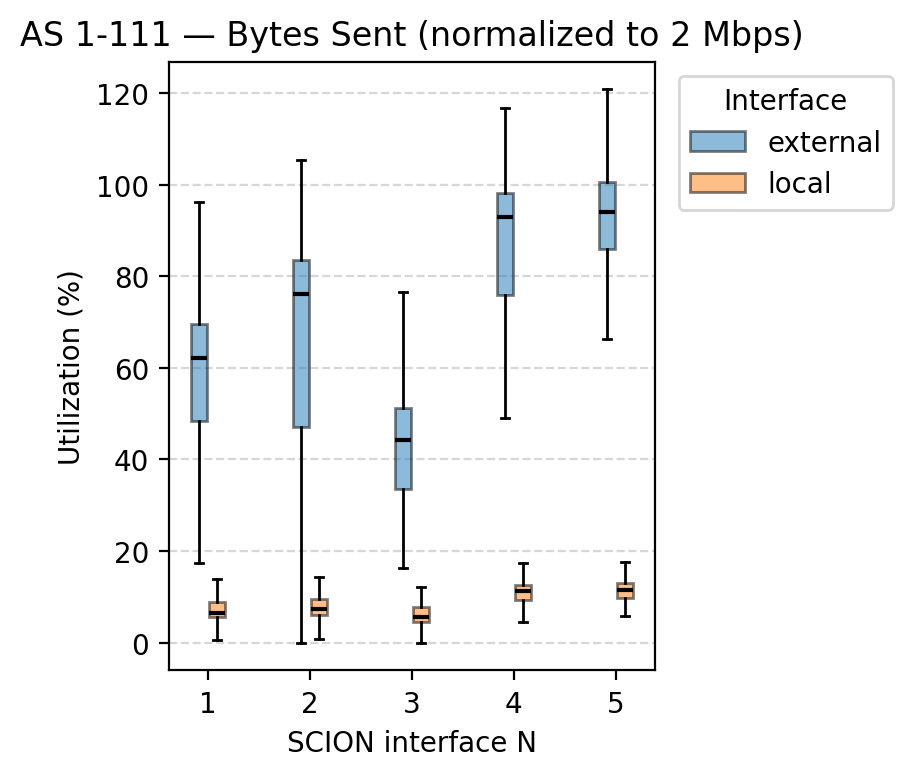 AS 1-111 — Bytes Sent (normalized to 2 Mbps)
Interface
external
local
Utilization (%)
120
100
80
60
40
20
0
1 2 3 4 5
SCION interface N